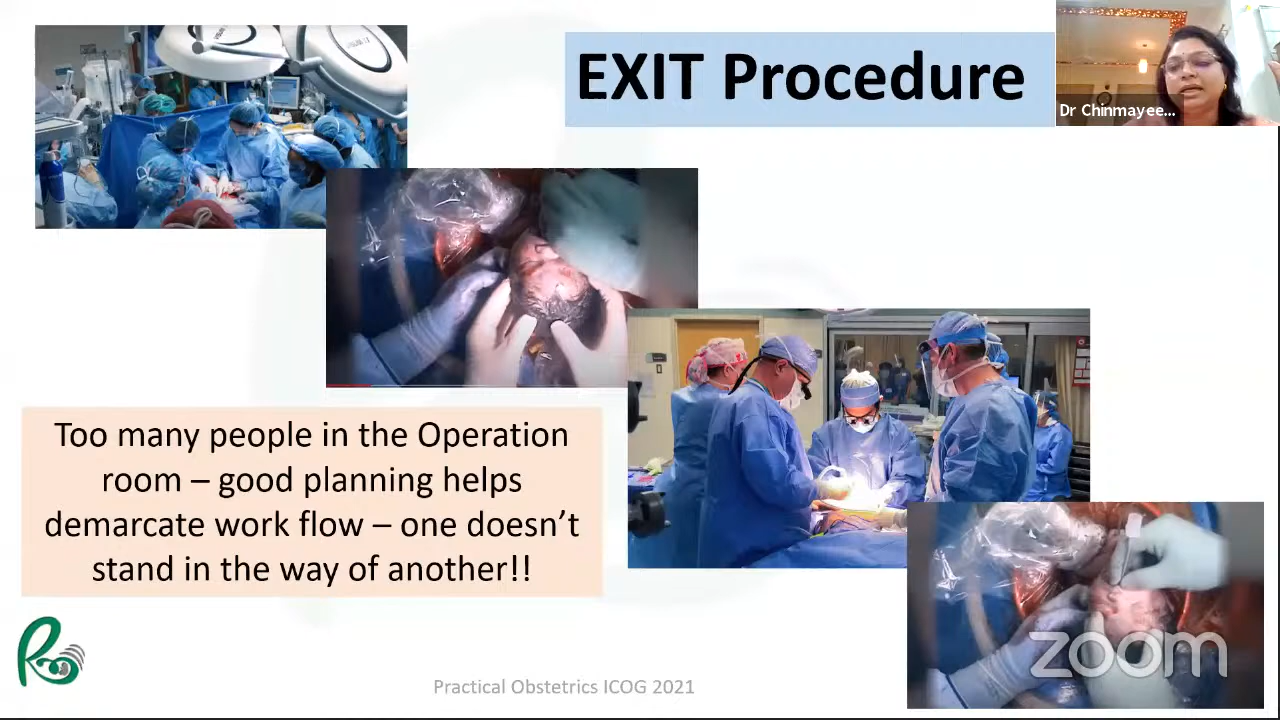 EXIT Procedure
Dr Chinmayee...
Too many people in the Operation
room – good planning helps
demarcate work flow – one doesn’t
stand in the way of another!!
zoom
Practical Obstetrics ICOG 2021